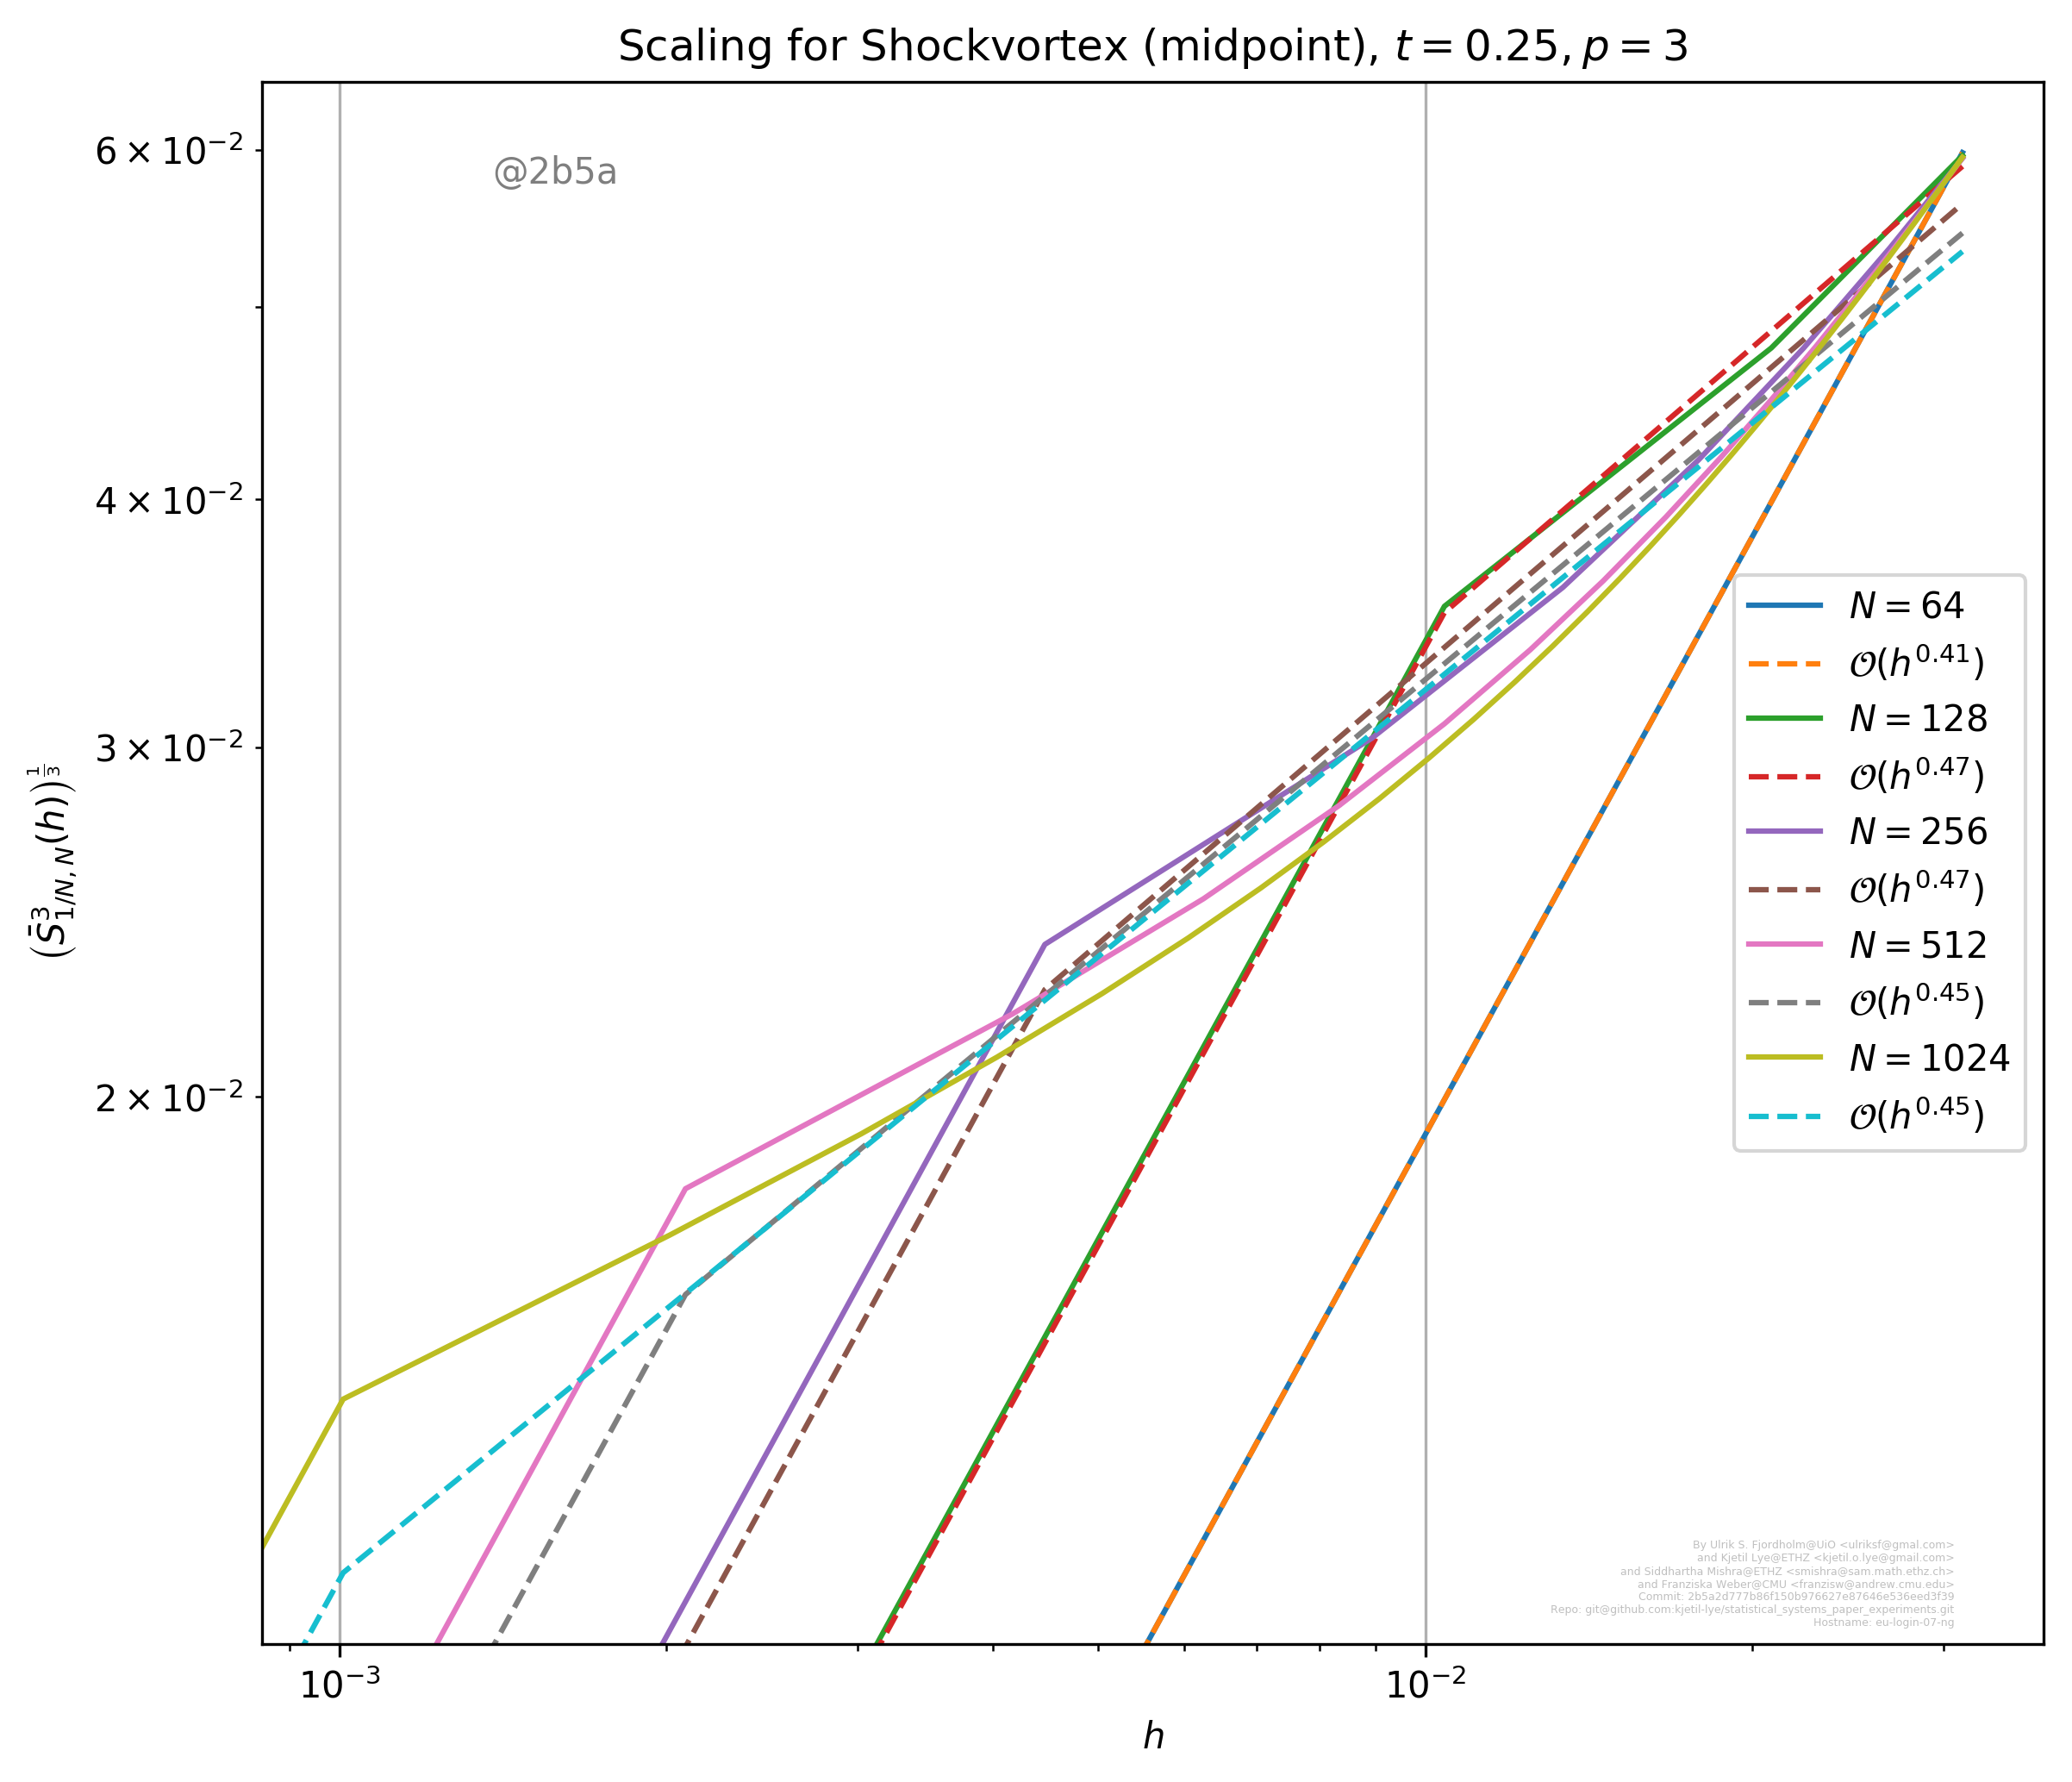 Scaling for Shockvortex (midpoint), t = 0.25, p = 3
@2b5a
6 × 10⁻²
4 × 10⁻²
3 × 10⁻²
2 × 10⁻²
(S̄³₁/N, N(h))^(1/3)
N = 64
𝒪(h^0.41)
N = 128
𝒪(h^0.47)
N = 256
𝒪(h^0.47)
N = 512
𝒪(h^0.45)
N = 1024
𝒪(h^0.45)
By Ulrik S. Fjordholm@UiO <ulriksf@gmal.com>
and Kjetil Lye@ETHZ <kjetil.o.lye@gmail.com>
and Siddhartha Mishra@ETHZ <smishra@sam.math.ethz.ch>
and Franziska Weber@CMU <franzisw@andrew.cmu.edu>
Commit: 2b5a2d777b86f150b976627e87646e536eed3f39
Repo: git@github.com:kjetil-lye/statistical_systems_paper_experiments.git
Hostname: eu-login-07-ng
10⁻³
10⁻²
h